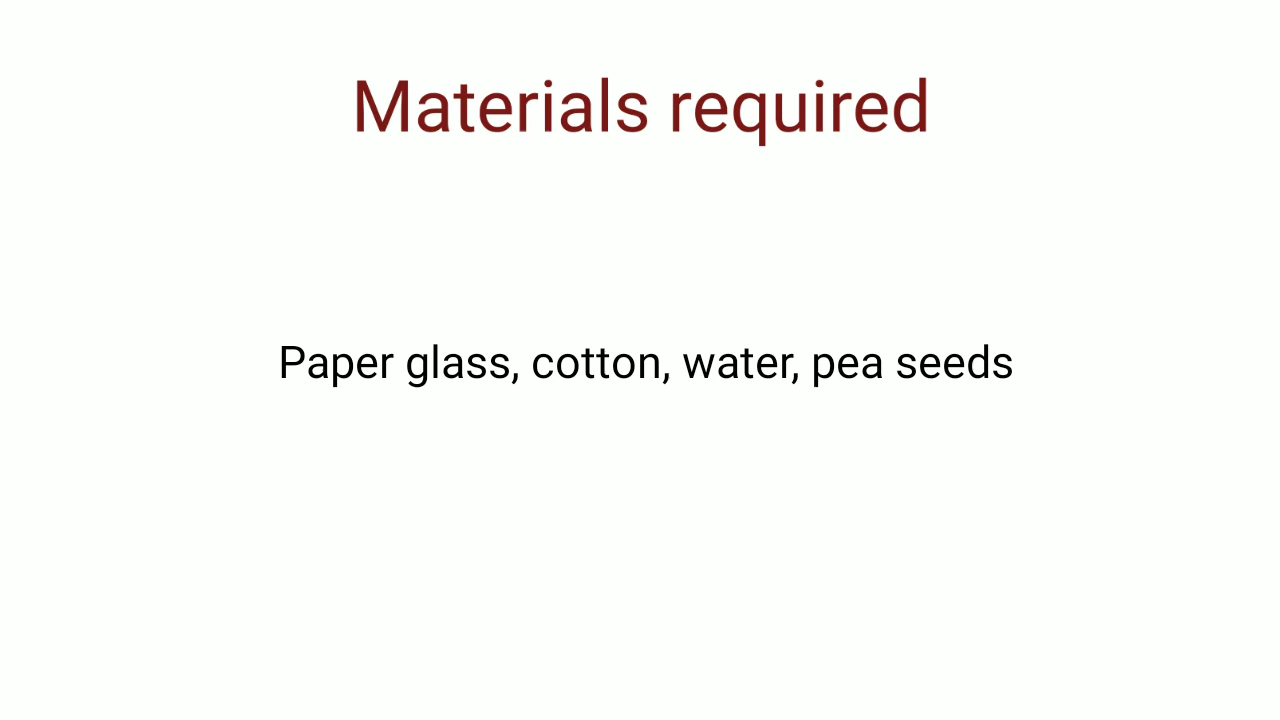 Materials required
Paper glass, cotton, water, pea seeds